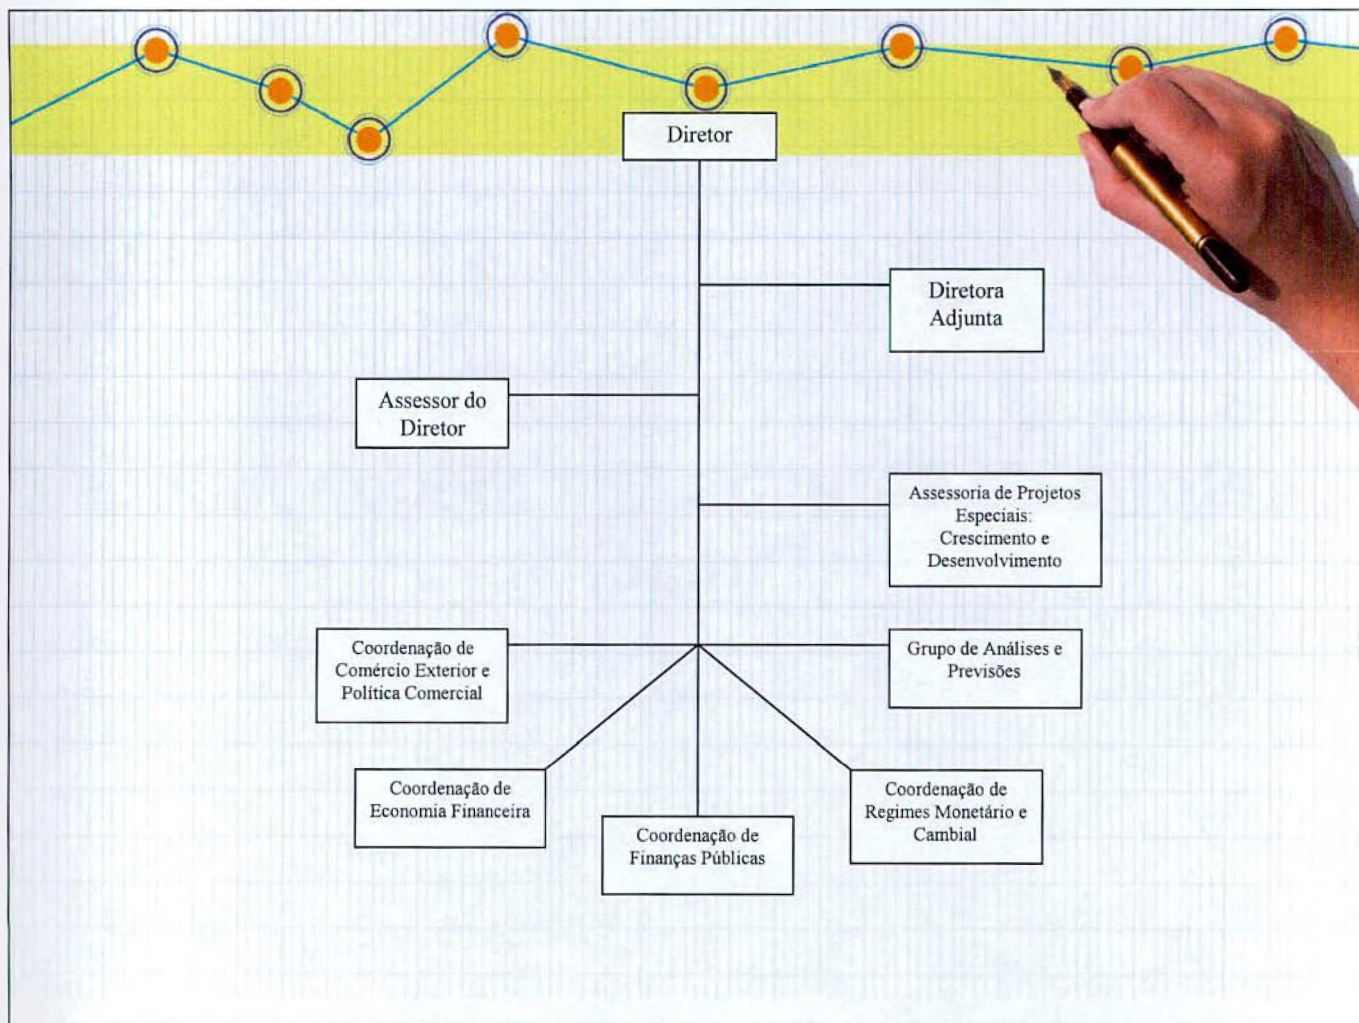 Diretor
Diretora
Adjunta
Assessor do
Diretor
Assessoria de Projetos
Especiais:
Crescimento e
Desenvolvimento
Coordenação de
Comércio Exterior e
Política Comercial
Grupo de Análises e
Previsões
Coordenação de
Economia Financeira
Coordenação de
Finanças Públicas
Coordenação de
Regimes Monetário e
Cambial